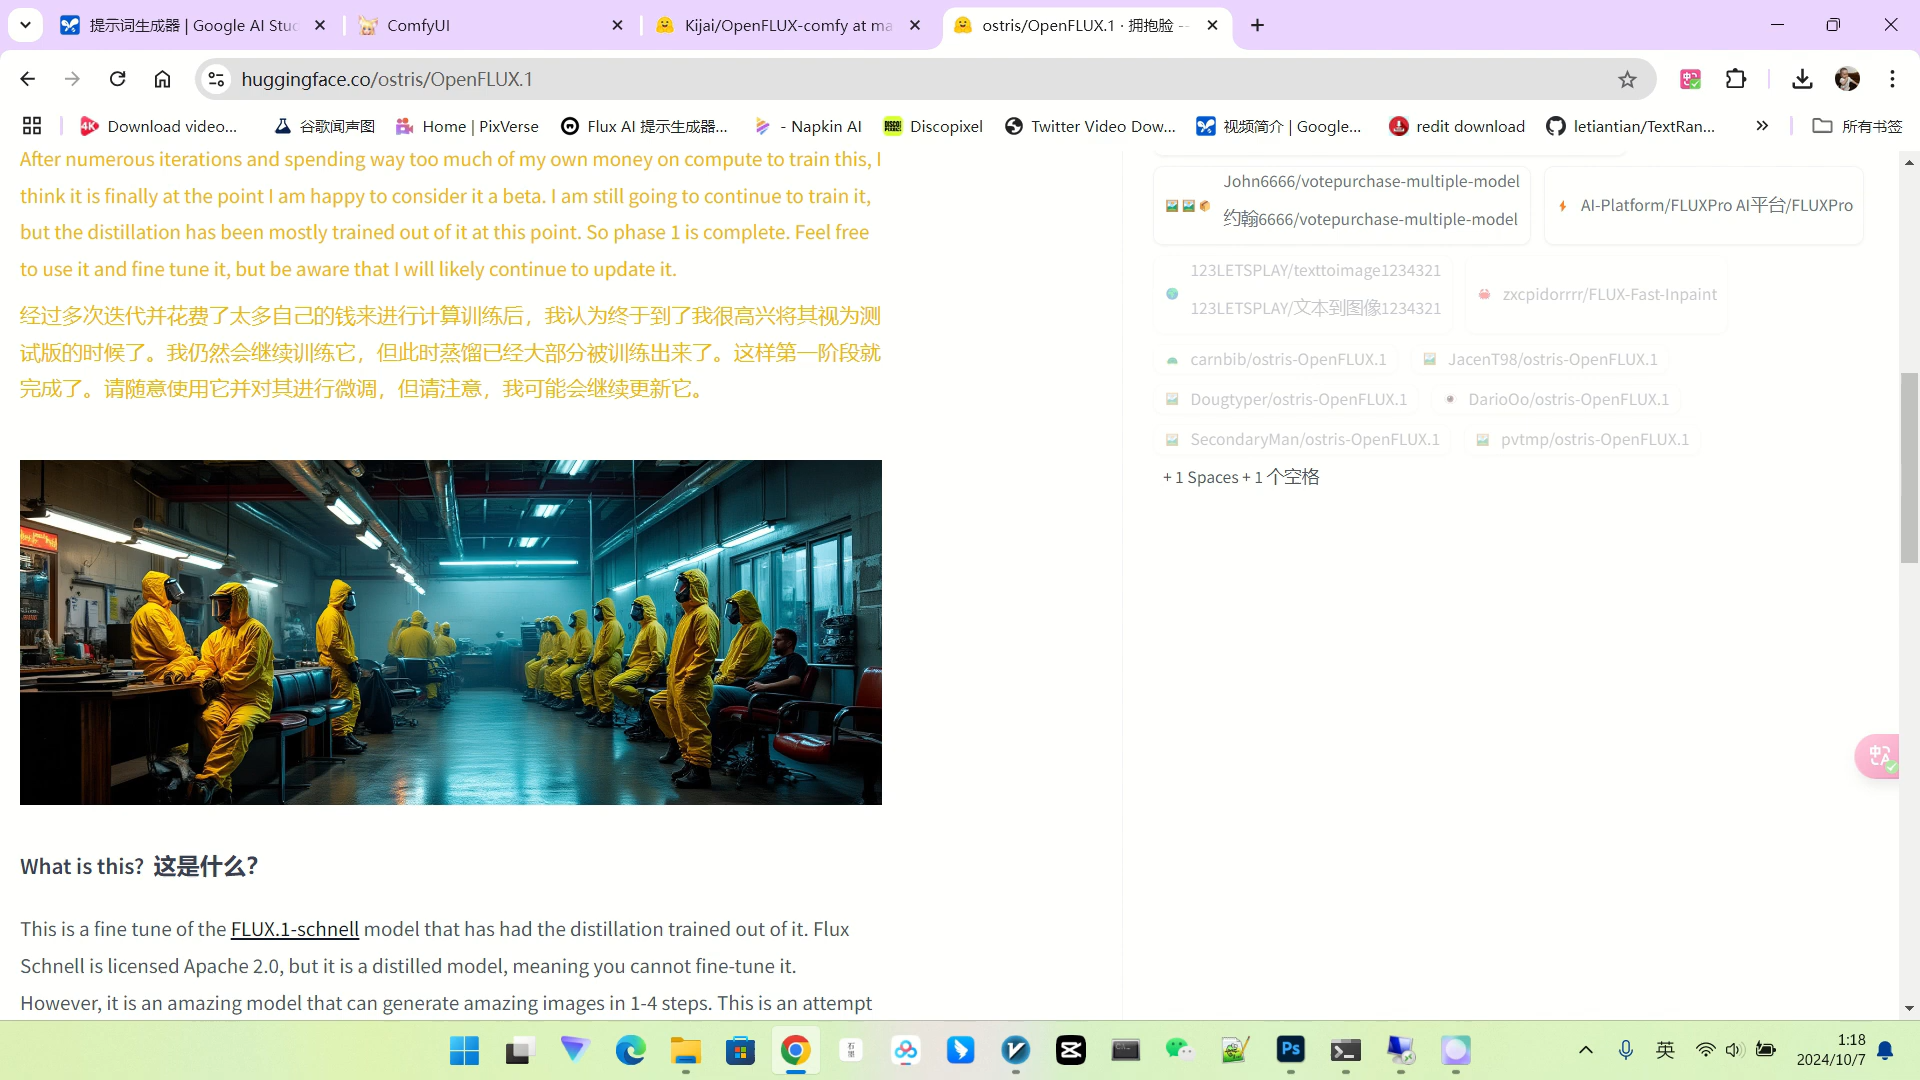 提示词生成器 | Google AI Stu
ComfyUI
Kijai/OpenFLUX-comfy at ma
ostris/OpenFLUX.1 · 拥抱脸 --
huggingface.co/ostris/OpenFLUX.1
Download video...
谷歌闻声图
Home | PixVerse
Flux AI 提示生成器...
- Napkin AI
Discopixel
Twitter Video Dow...
视频简介 | Google...
redit download
letiantian/TextRan...
所有书签
After numerous iterations and spending way too much of my own money on compute to train this, I
think it is finally at the point I am happy to consider it a beta. I am still going to continue to train it,
but the distillation has been mostly trained out of it at this point. So phase 1 is complete. Feel free
to use it and fine tune it, but be aware that I will likely continue to update it.
经过多次迭代并花费了太多自己的钱来进行计算训练后，我认为终于到了我很高兴将其视为测
试版的时候了。我仍然会继续训练它，但此时蒸馏已经大部分被训练出来了。这样第一阶段就
完成了。请随意使用它并对其进行微调，但请注意，我可能会继续更新它。
What is this? 这是什么？
This is a fine tune of the FLUX.1-schnell model that has had the distillation trained out of it. Flux
Schnell is licensed Apache 2.0, but it is a distilled model, meaning you cannot fine-tune it.
However, it is an amazing model that can generate amazing images in 1-4 steps. This is an attempt
John6666/votepurchase-multiple-model
约翰6666/votepurchase-multiple-model
AI-Platform/FLUXPro AI平台/FLUXPro
123LETSPLAY/texttoimage1234321
123LETSPLAY/文本到图像1234321
zxcpidorrrr/FLUX-Fast-Inpaint
carnbib/ostris-OpenFLUX.1
JacenT98/ostris-OpenFLUX.1
Dougtyper/ostris-OpenFLUX.1
DarioOo/ostris-OpenFLUX.1
SecondaryMan/ostris-OpenFLUX.1
pvtmp/ostris-OpenFLUX.1
+ 1 Spaces + 1 个空格
石墨
Ps
英
1:18
2024/10/7